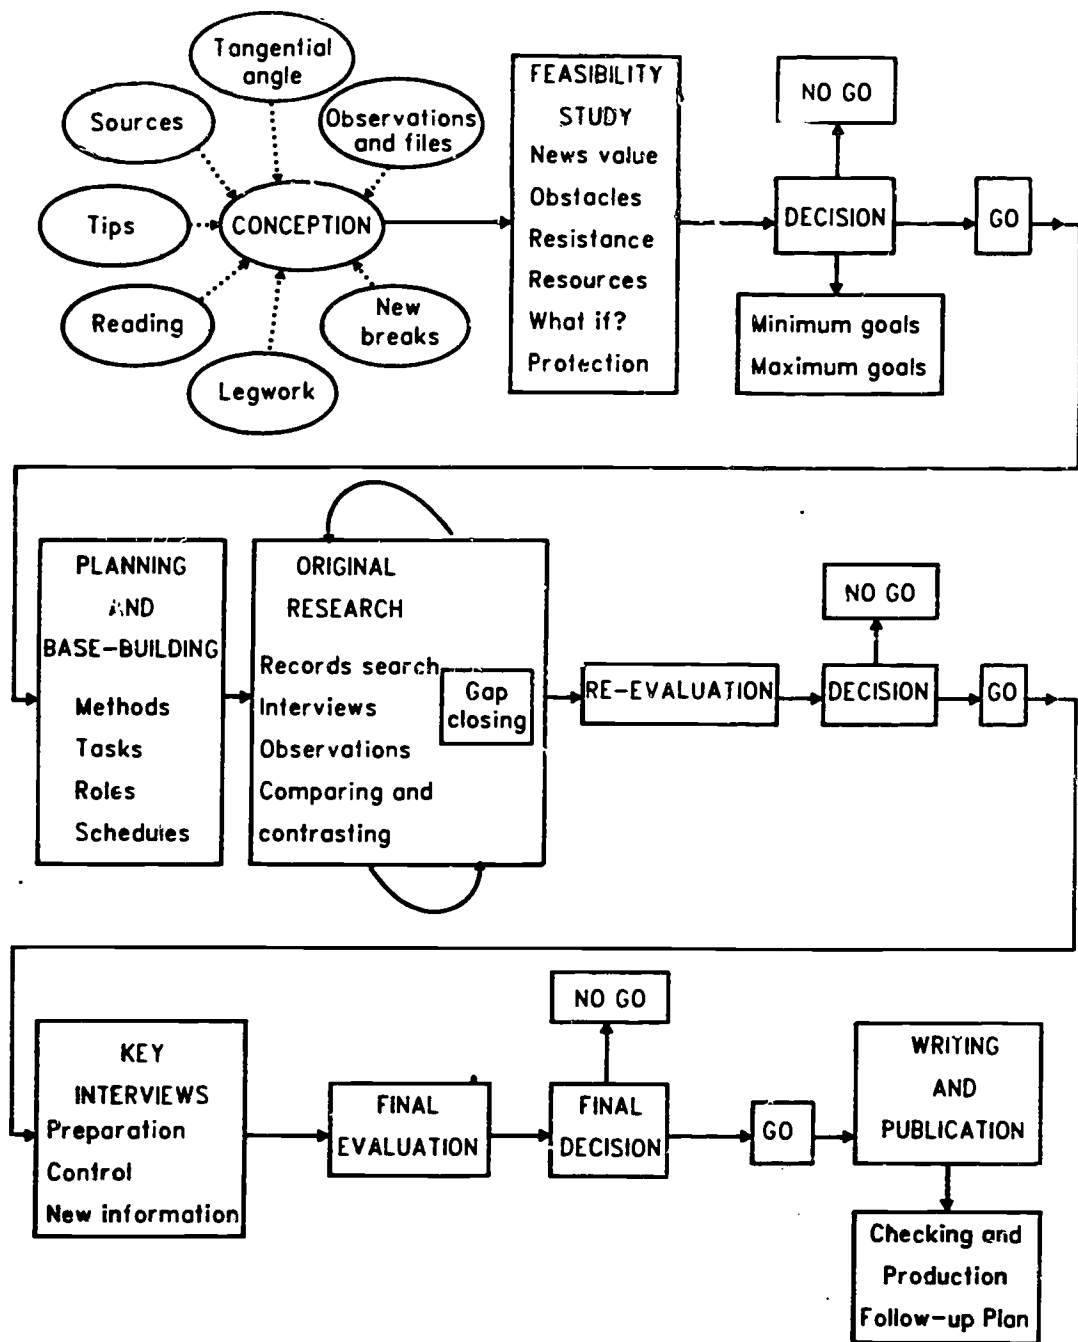 Tangential
angle
Sources
Observations
and files
Tips
CONCEPTION
Reading
New
breaks
Legwork
FEASIBILITY
STUDY
News value
Obstacles
Resistance
Resources
What if?
Protection
NO GO
DECISION
GO
Minimum goals
Maximum goals
PLANNING
AND
BASE-BUILDING
Methods
Tasks
Roles
Schedules
ORIGINAL
RESEARCH
Records search
Interviews
Observations
Comparing and
contrasting
Gap
closing
RE-EVALUATION
NO GO
DECISION
GO
KEY
INTERVIEWS
Preparation
Control
New information
FINAL
EVALUATION
NO GO
FINAL
DECISION
GO
WRITING
AND
PUBLICATION
Checking and
Production
Follow-up Plan